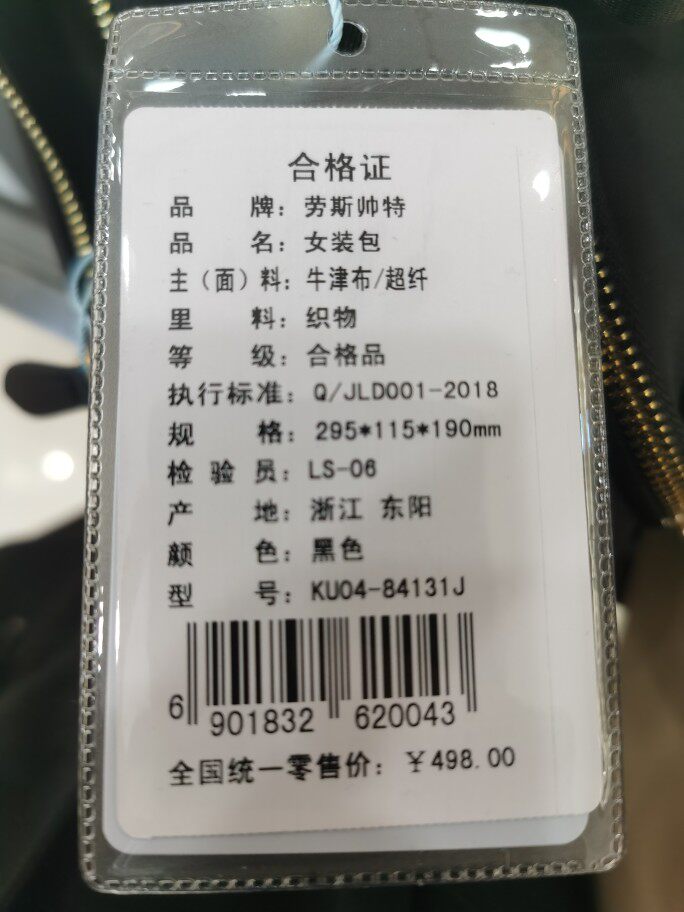 合格证
品 牌：劳斯帅特
品 名：女装包
主（面）料：牛津布/超纤
里 料：织物
等 级：合格品
执行标准：Q/JLD001-2018
规 格：295*115*190mm
检 验 员：LS-06
产 地：浙江 东阳
颜 色：黑色
型 号：KU04-84131J
6 901832 620043
全国统一零售价：￥498.00